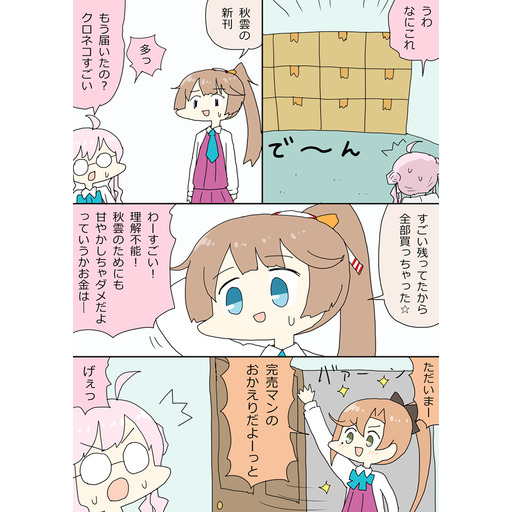 うわ
なにこれ
で〜ん
秋雲の
新刊
多っ
もう届いたの？
クロネコすごい
すごい残ってたから
全部買っちゃった☆
わーすごい！
理解不能！
秋雲のためにも
甘やかしちゃダメだよ
っていうかお金は―
ただいまー
バァーン
完売マンの
おかえりだよーっと
げぇっ